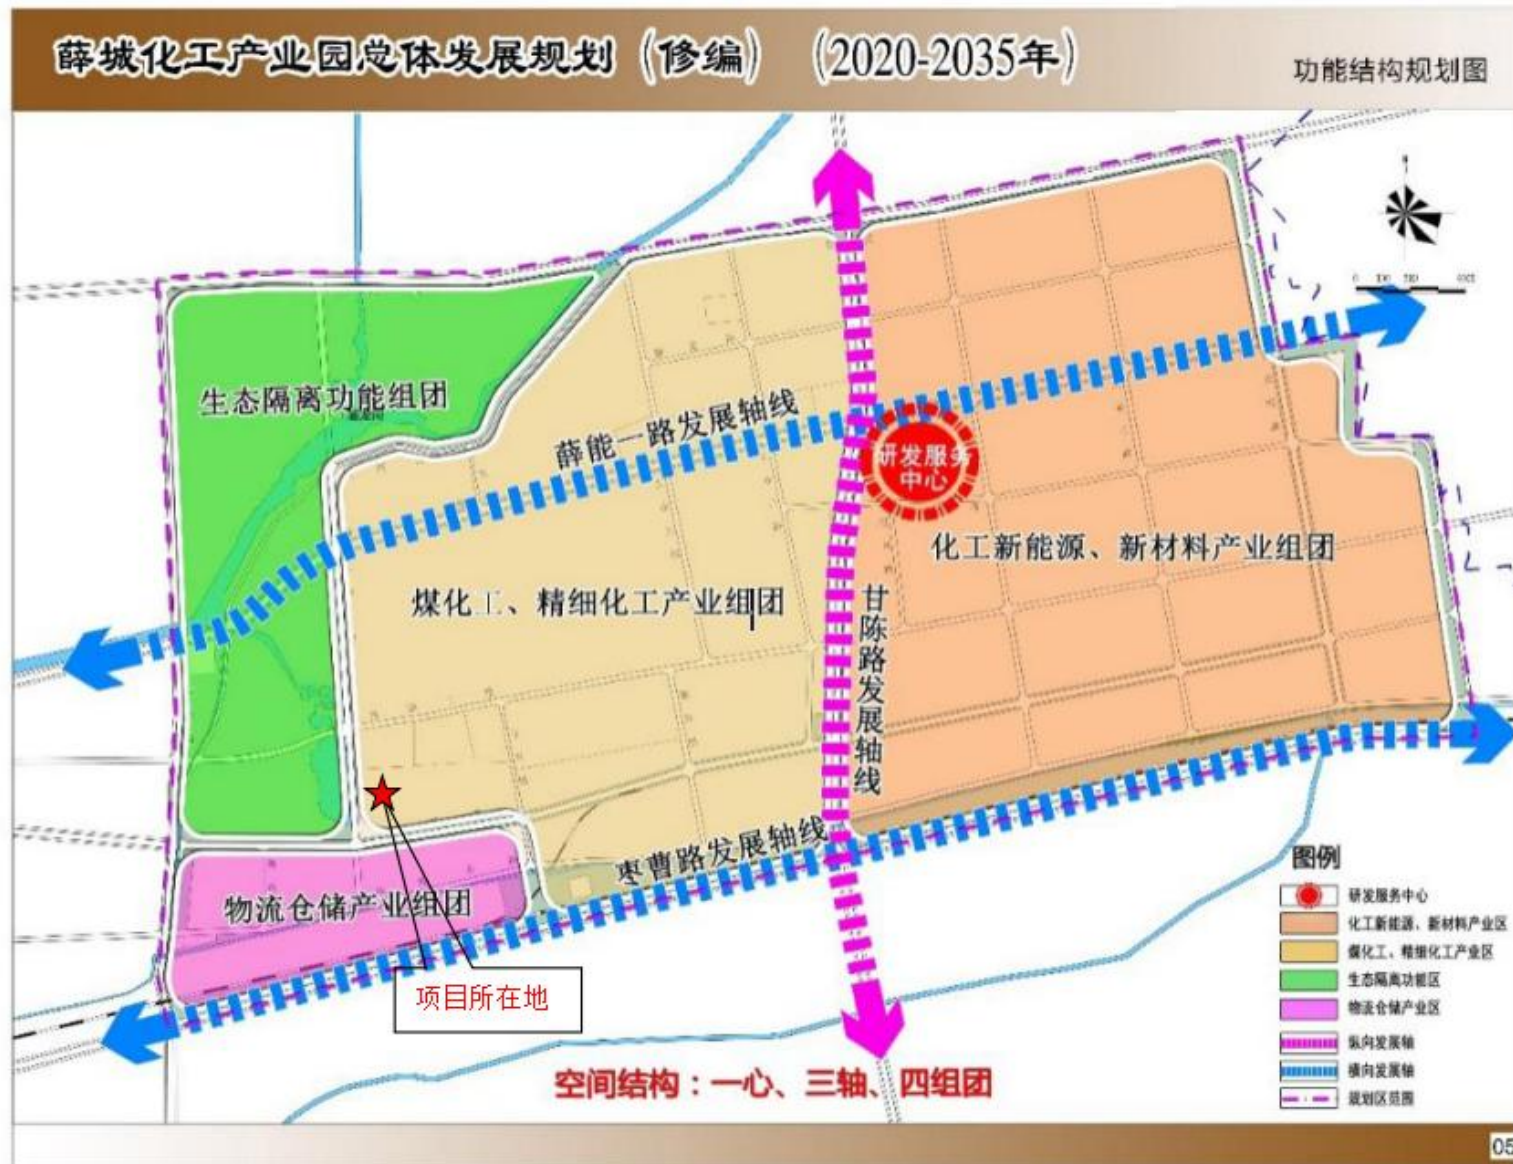 薛城化工产业园总体发展规划（修编）（2020-2035年）
功能结构规划图
生态隔离功能组团
薛能一路发展轴线
研发服务
中心
化工新能源、新材料产业组团
煤化工、精细化工产业组团
甘陈路发展轴线
枣曹路发展轴线
物流仓储产业组团
项目所在地
空间结构：一心、三轴、四组团
图例
研发服务中心
化工新能源、新材料产业区
煤化工、精细化工产业区
生态隔离功能区
物流仓储产业区
纵向发展轴
横向发展轴
规划区范围
05